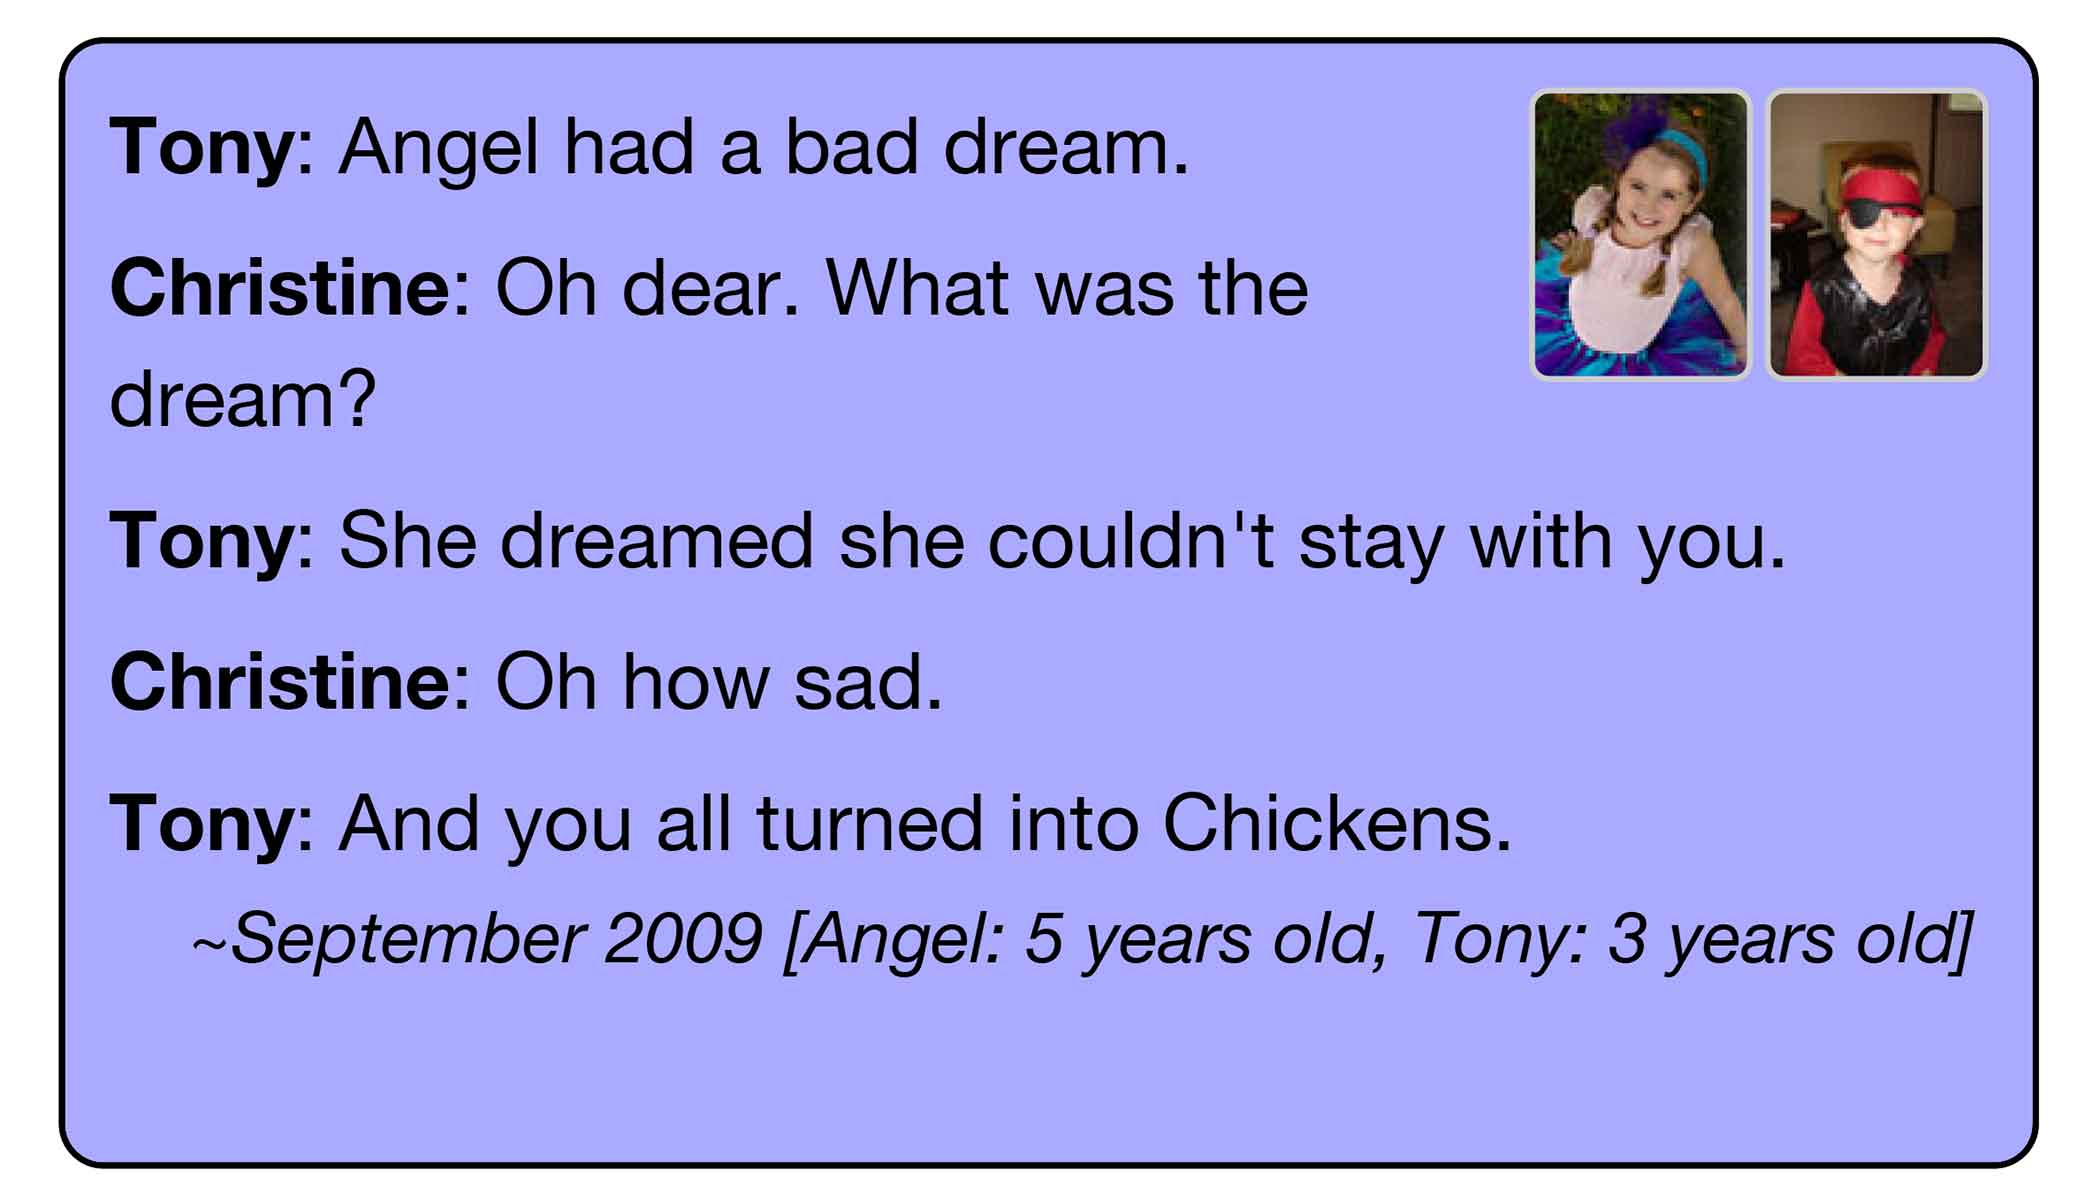 Tony: Angel had a bad dream.
Christine: Oh dear. What was the
dream?
Tony: She dreamed she couldn't stay with you.
Christine: Oh how sad.
Tony: And you all turned into Chickens.
~September 2009 [Angel: 5 years old, Tony: 3 years old]